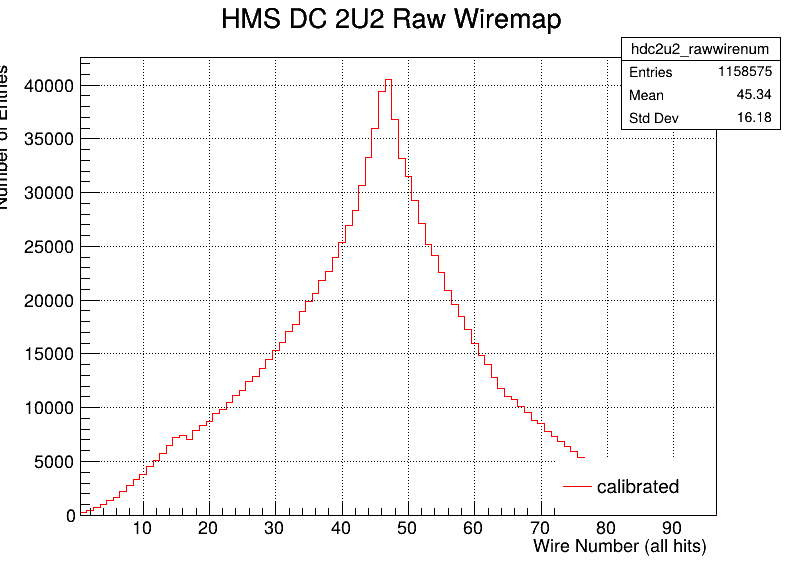 HMS DC 2U2 Raw Wiremap
hdc2u2_rawwirenum
Entries 1158575
Mean 45.34
Std Dev 16.18
Number of Entries
40000
35000
30000
25000
20000
15000
10000
5000
0
calibrated
10 20 30 40 50 60 70 80 90
Wire Number (all hits)